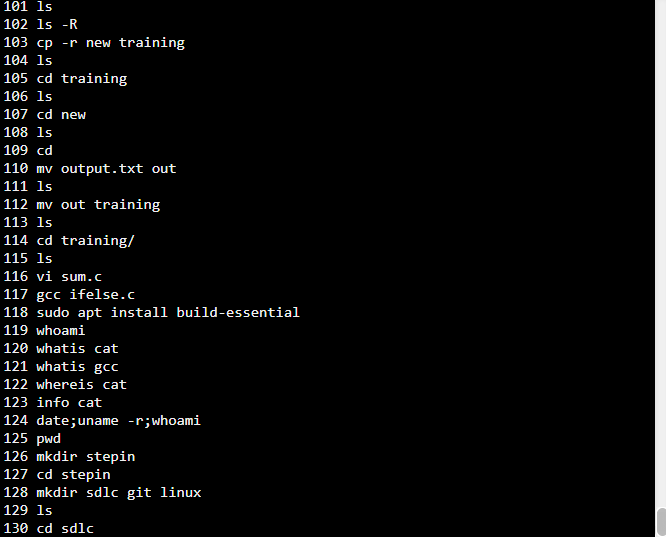 101 ls
102 ls -R
103 cp -r new training
104 ls
105 cd training
106 ls
107 cd new
108 ls
109 cd
110 mv output.txt out
111 ls
112 mv out training
113 ls
114 cd training/
115 ls
116 vi sum.c
117 gcc ifelse.c
118 sudo apt install build-essential
119 whoami
120 whatis cat
121 whatis gcc
122 whereis cat
123 info cat
124 date;uname -r;whoami
125 pwd
126 mkdir stepin
127 cd stepin
128 mkdir sdlc git linux
129 ls
130 cd sdlc